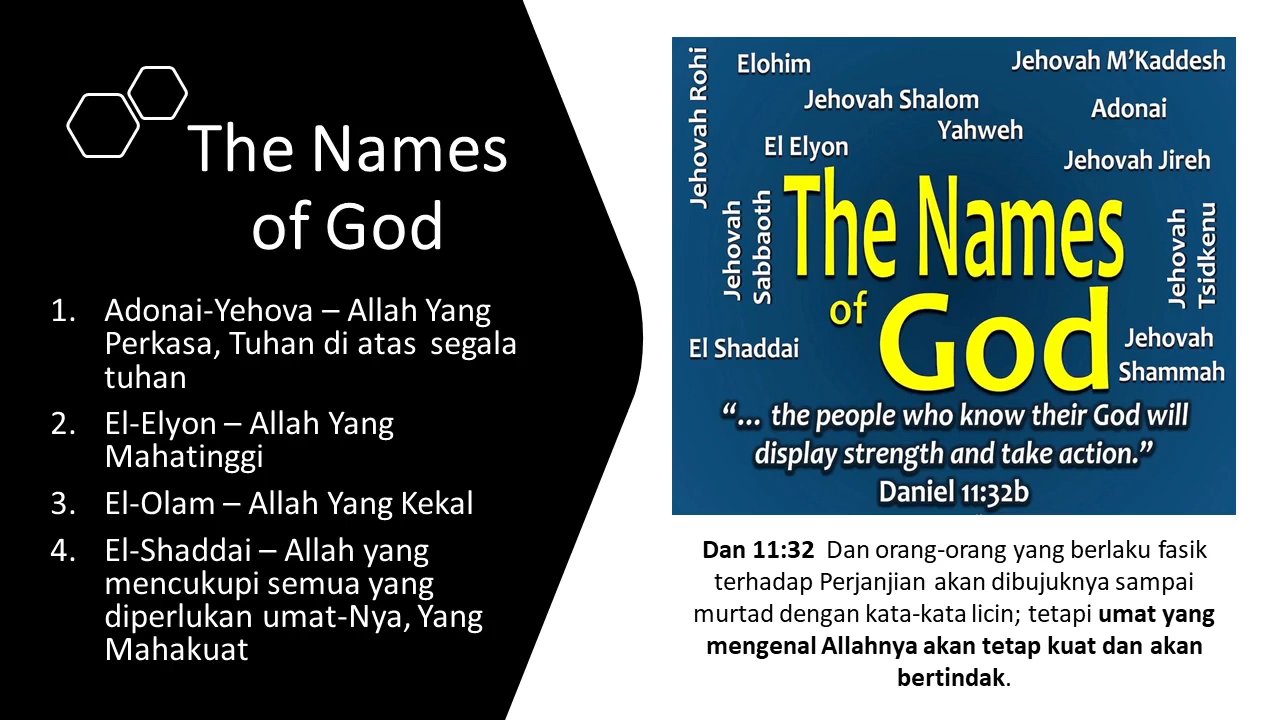 The Names
of God
1. Adonai-Yehova – Allah Yang
Perkasa, Tuhan di atas segala
tuhan
2. El-Elyon – Allah Yang
Mahatinggi
3. El-Olam – Allah Yang Kekal
4. El-Shaddai – Allah yang
mencukupi semua yang
diperlukan umat-Nya, Yang
Mahakuat
Jehovah Rohi
Elohim
Jehovah M’Kaddesh
Jehovah Shalom
Adonai
Yahweh
El Elyon
Jehovah Jireh
Jehovah
Sabbaoth
The Names
of God
Jehovah
Tsidkenu
El Shaddai
Jehovah
Shammah
“... the people who know their God will
display strength and take action.”
Daniel 11:32b
Dan 11:32 Dan orang-orang yang berlaku fasik
terhadap Perjanjian akan dibujuknya sampai
murtad dengan kata-kata licin; tetapi umat yang
mengenal Allahnya akan tetap kuat dan akan
bertindak.